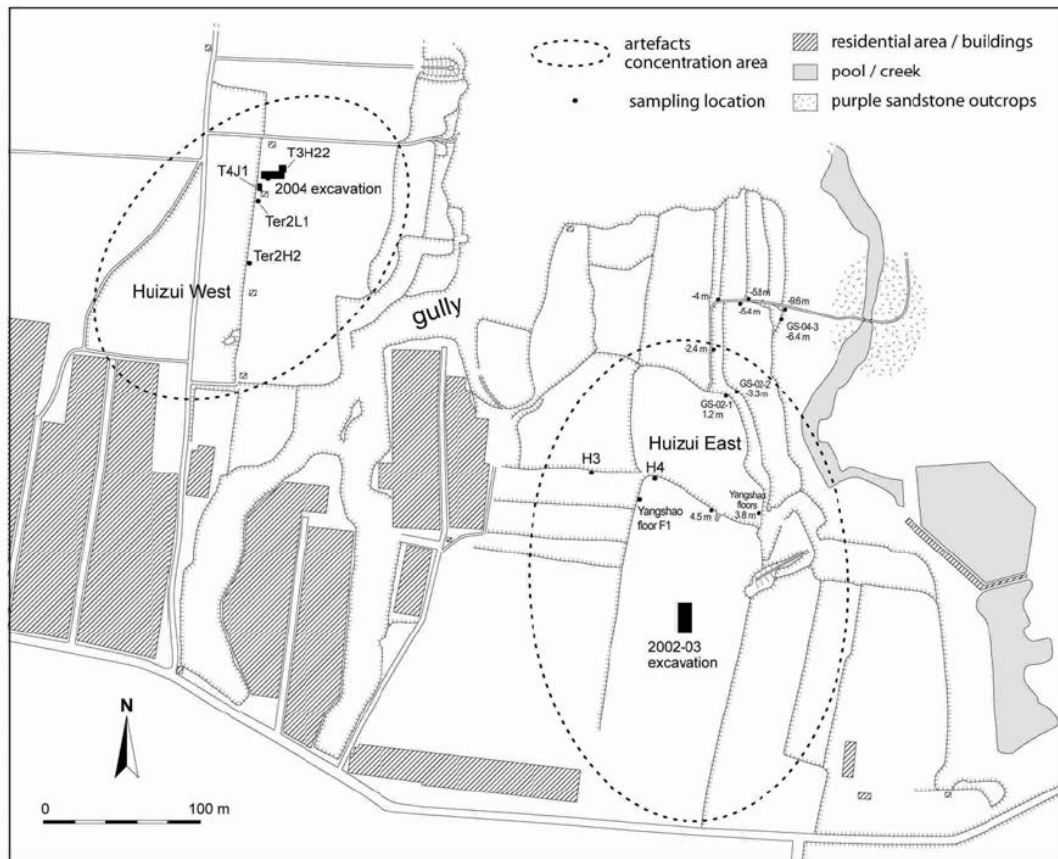 artefacts
concentration area
sampling location
residential area / buildings
pool / creek
purple sandstone outcrops
T3H22
T4J1
2004 excavation
Ter2L1
Ter2H2
Huizui West
gully
-4 m
-5.1 m
-5.4 m
-9.6 m
GS-04-3
-6.4 m
-2.4 m
GS-02-2
-3.3 m
GS-02-1
1.2 m
Huizui East
H3
H4
Yangshao
floor F1
4.5 m
Yangshao
floors
3.8 m
2002-03
excavation
N
0
100 m